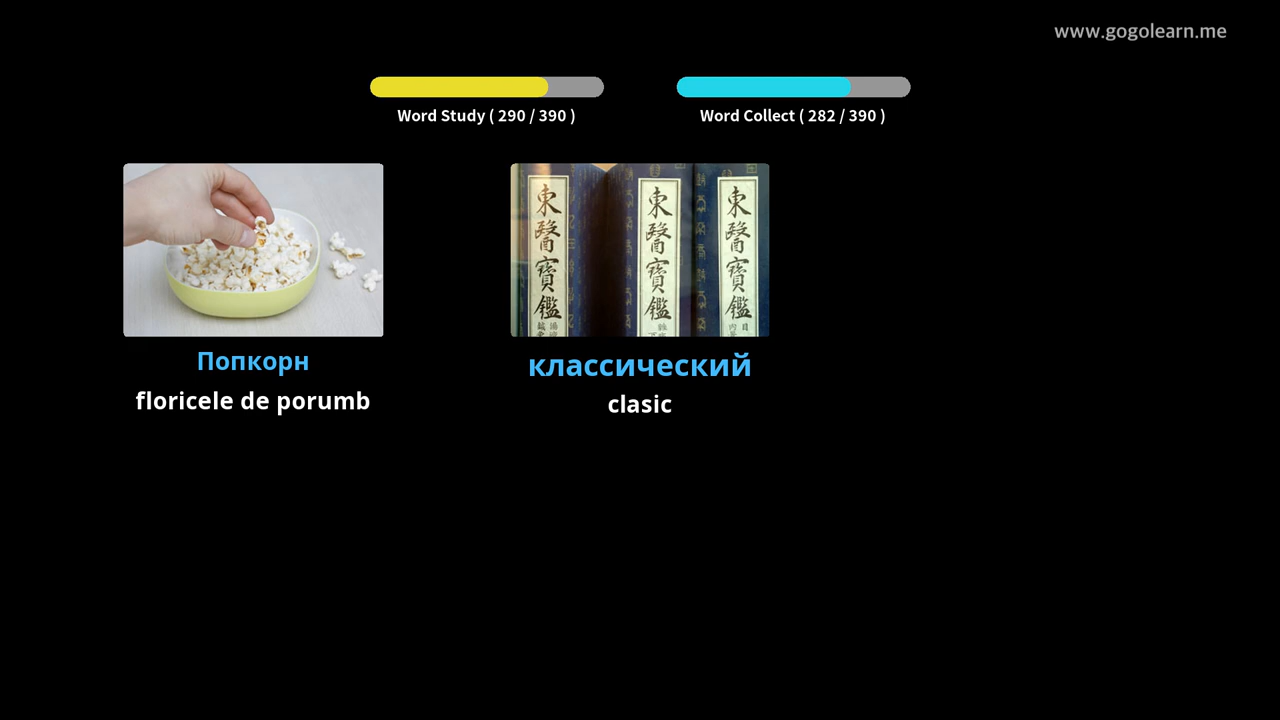 www.gogolearn.me
Word Study ( 290 / 390 )
Word Collect ( 282 / 390 )
東醫寶鑑
東醫寶鑑
東醫寶鑑
Попкорн
floricele de porumb
классический
clasic